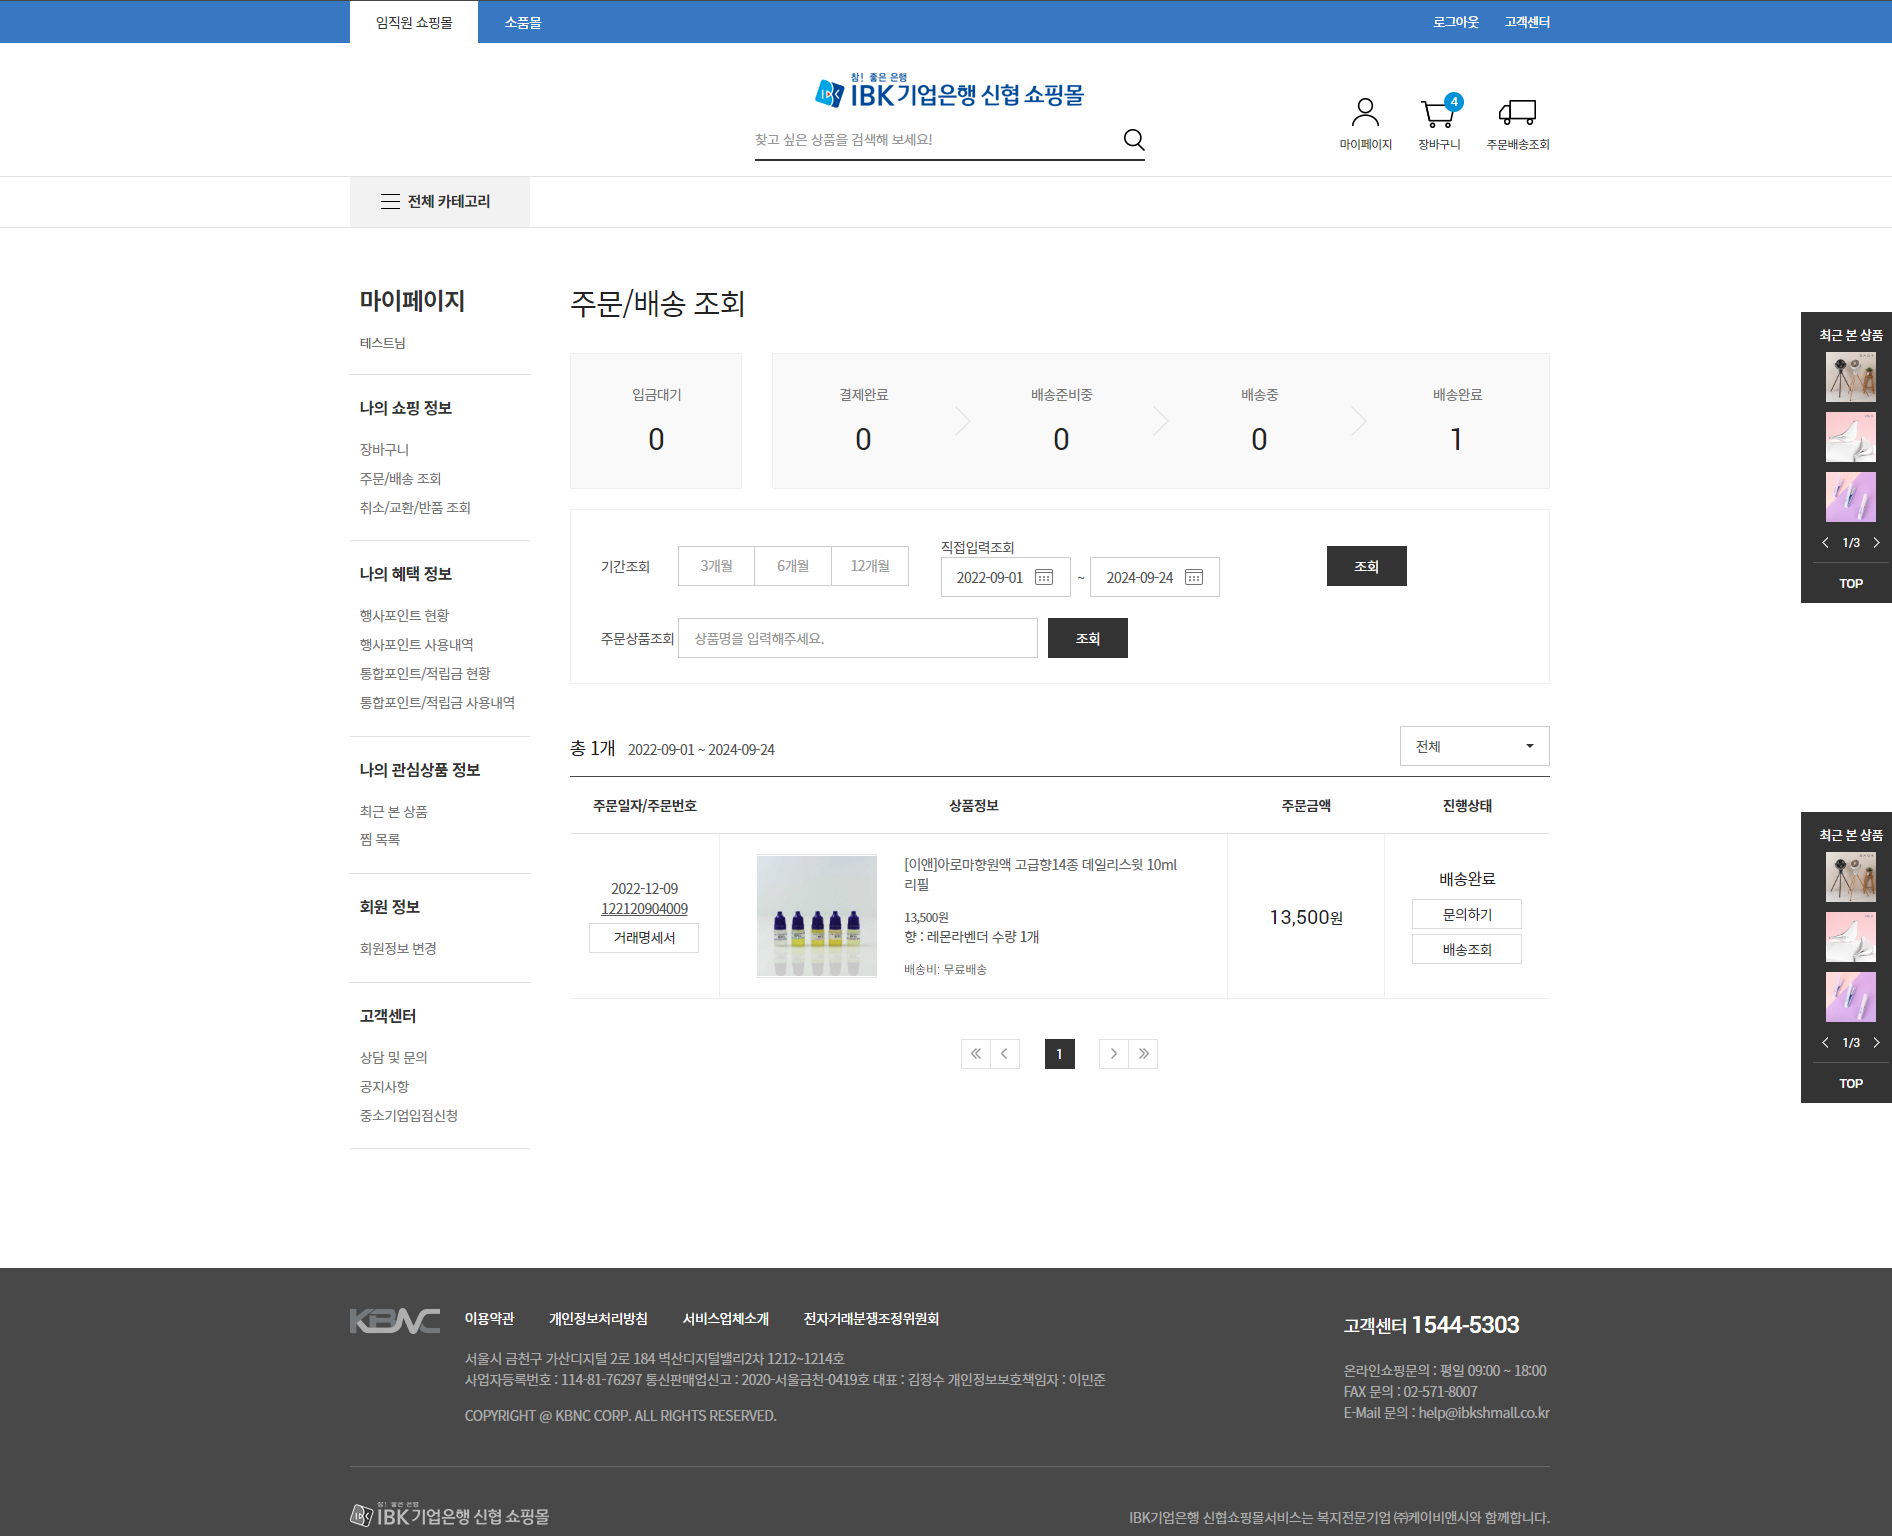 임직원 쇼핑몰 소품몰 로그아웃 고객센터
참! 좋은 은행
IBK기업은행 신협 쇼핑몰
찾고 싶은 상품을 검색해 보세요!
4
마이페이지 장바구니 주문배송조회
전체 카테고리
마이페이지
테스트님
나의 쇼핑 정보
장바구니
주문/배송 조회
취소/교환/반품 조회
나의 혜택 정보
행사포인트 현황
행사포인트 사용내역
통합포인트/적립금 현황
통합포인트/적립금 사용내역
나의 관심상품 정보
최근 본 상품
찜 목록
회원 정보
회원정보 변경
고객센터
상담 및 문의
공지사항
중소기업입점신청
주문/배송 조회
입금대기 결제완료 배송준비중 배송중 배송완료
0 0 0 0 1
기간조회 3개월 6개월 12개월
직접입력조회
2022-09-01 ~ 2024-09-24 조회
주문상품조회 상품명을 입력해주세요. 조회
총 1개 2022-09-01 ~ 2024-09-24 전체
주문일자/주문번호 상품정보 주문금액 진행상태
2022-12-09
122120904009
거래명세서
[이앤]아로마향원액 고급향14종 데일리스윗 10ml
리필
13,500원
향 : 레몬라벤더 수량 1개
배송비: 무료배송
13,500원
배송완료
문의하기
배송조회
1
최근 본 상품
1/3
TOP
최근 본 상품
1/3
TOP
KBNC
이용약관 개인정보처리방침 서비스업체소개 전자거래분쟁조정위원회
서울시 금천구 가산디지털 2로 184 벽산디지털밸리2차 1212~1214호
사업자등록번호 : 114-81-76297 통신판매업신고 : 2020-서울금천-0419호 대표 : 김정수 개인정보보호책임자 : 이민준
COPYRIGHT @ KBNC CORP. ALL RIGHTS RESERVED.
고객센터 1544-5303
온라인쇼핑문의 : 평일 09:00 ~ 18:00
FAX 문의 : 02-571-8007
E-Mail 문의 : help@ibkshmall.co.kr
참! 좋은 은행
IBK기업은행 신협 쇼핑몰
IBK기업은행 신협쇼핑몰서비스는 복지전문기업 ㈜케이비앤시와 함께합니다.